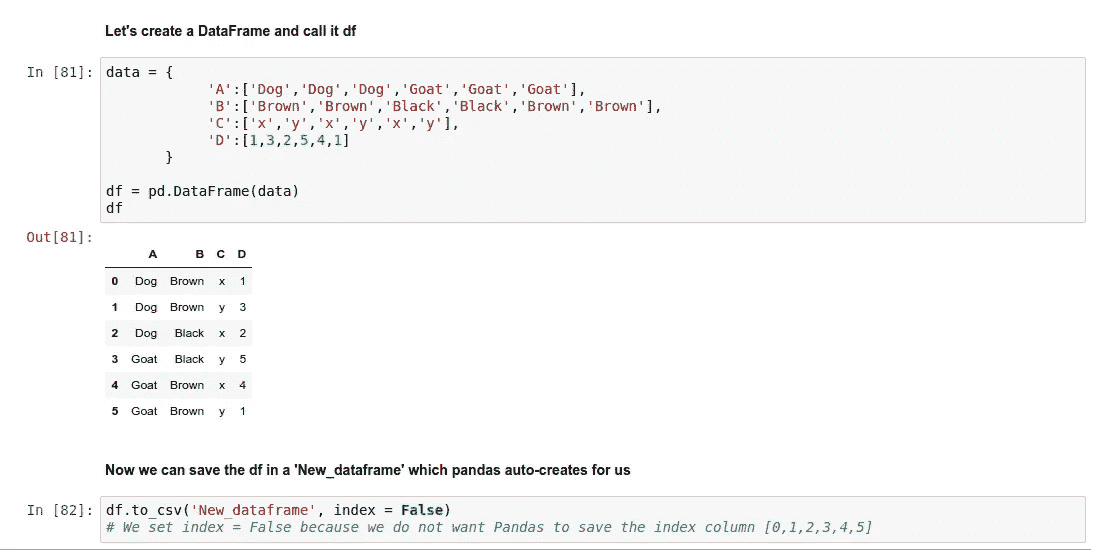 Let's create a DataFrame and call it df
In [81]: data = {
'A':['Dog','Dog','Dog','Goat','Goat','Goat'],
'B':['Brown','Brown','Black','Black','Brown','Brown'],
'C':['x','y','x','y','x','y'],
'D':[1,3,2,5,4,1]
}
df = pd.DataFrame(data)
df
Out[81]:
A B C D
0 Dog Brown x 1
1 Dog Brown y 3
2 Dog Black x 2
3 Goat Black y 5
4 Goat Brown x 4
5 Goat Brown y 1
Now we can save the df in a 'New_dataframe' which pandas auto-creates for us
In [82]: df.to_csv('New_dataframe', index = False)
# We set index = False because we do not want Pandas to save the index column [0,1,2,3,4,5]